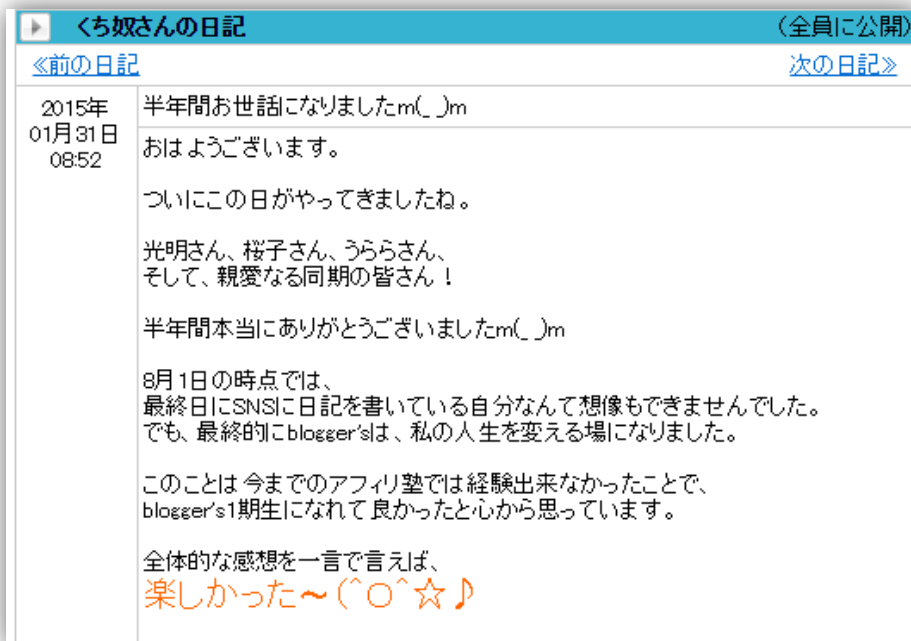 くち奴さんの日記 (全員に公開)
≪前の日記 次の日記≫
2015年
01月31日
08:52
半年間お世話になりましたm(_ _)m
おはようございます。
ついにこの日がやってきましたね。
光明さん、桜子さん、うららさん、
そして、親愛なる同期の皆さん！
半年間本当にありがとうございましたm(_ _)m
8月1日の時点では、
最終日にSNSに日記を書いている自分なんて想像もできませんでした。
でも、最終的にblogger'sは、私の人生を変える場になりました。
このことは今までのアフィリ塾では経験出来なかったことで、
blogger's1期生になれて良かったと心から思っています。
全体的な感想を一言で言えば、
楽しかった～(^○^☆♪